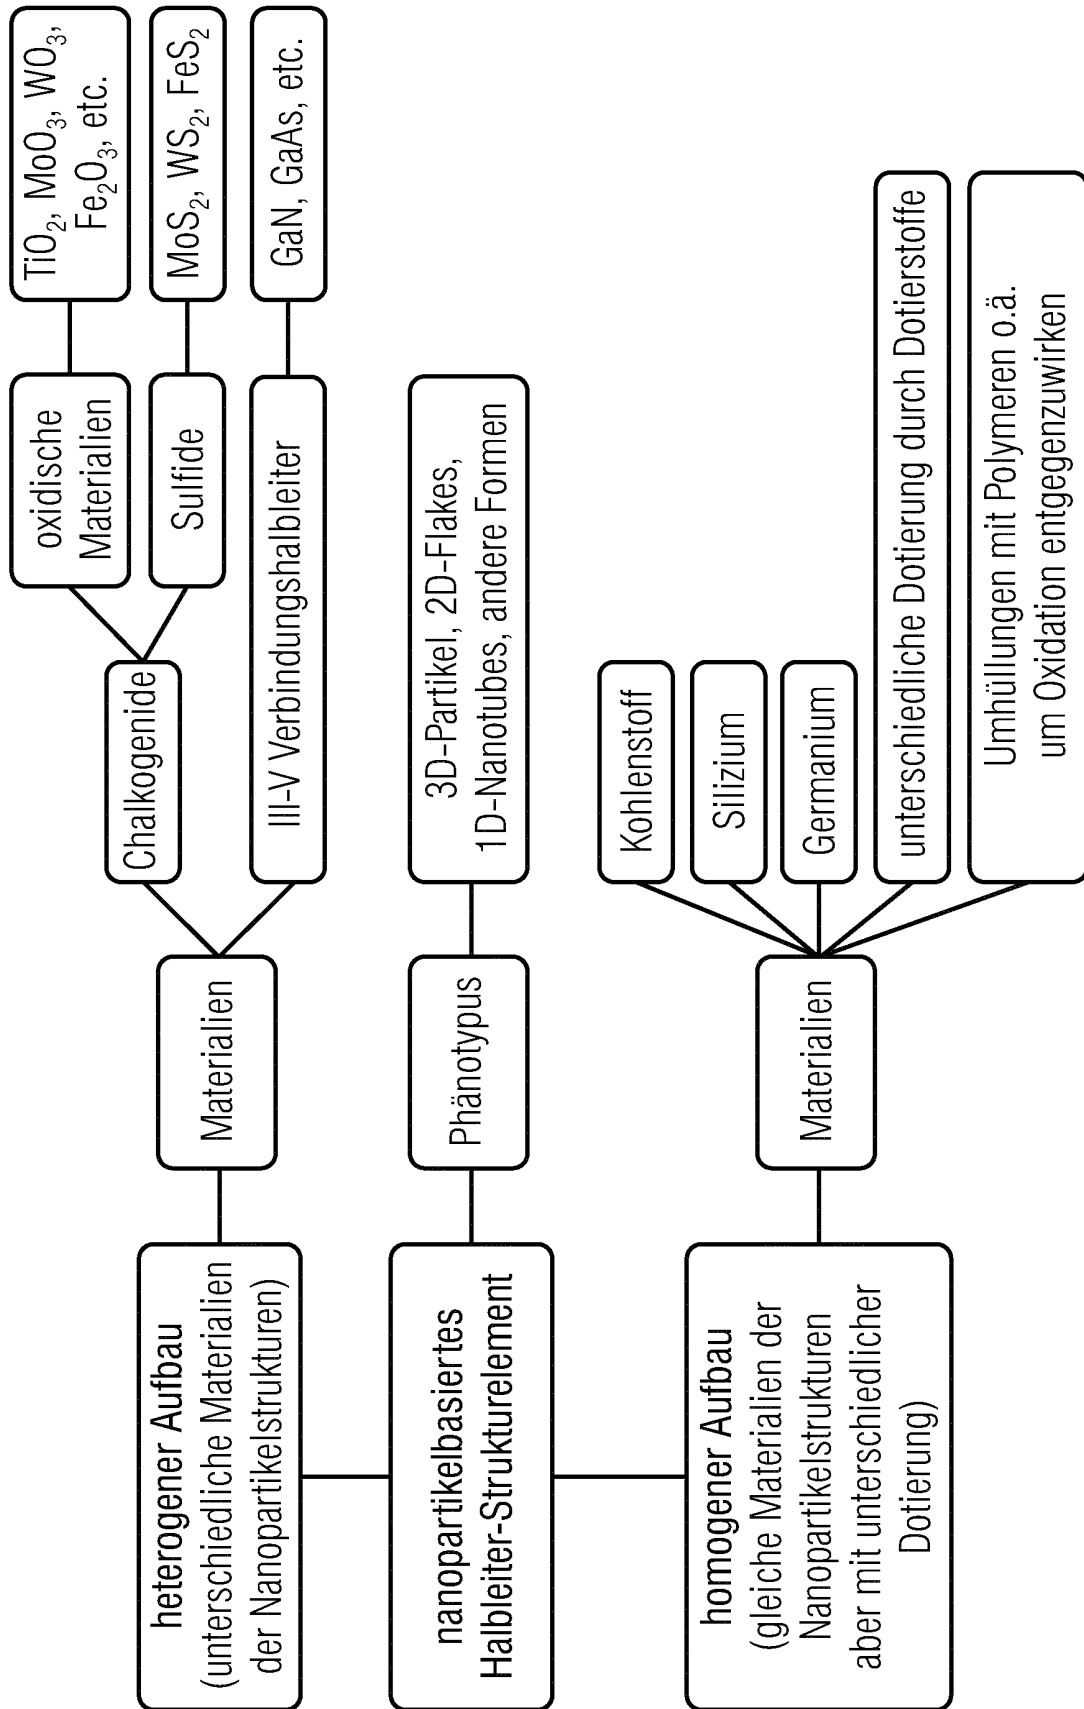 heterogener Aufbau
(unterschiedliche Materialien
der Nanopartikelstrukturen)
Materialien
Chalkogenide
oxidische
Materialien
TiO₂, MoO₃, WO₃,
Fe₂O₃, etc.
Sulfide
MoS₂, WS₂, FeS₂
III-V Verbindungshalbleiter
GaN, GaAs, etc.
nanopartikelbasiertes
Halbleiter-Strukturelement
Phänotypus
3D-Partikel, 2D-Flakes,
1D-Nanotubes, andere Formen
homogener Aufbau
(gleiche Materialien der
Nanopartikelstrukturen
aber mit unterschiedlicher
Dotierung)
Materialien
Kohlenstoff
Silizium
Germanium
unterschiedliche Dotierung durch Dotierstoffe
Umhüllungen mit Polymeren o.ä.
um Oxidation entgegenzuwirken